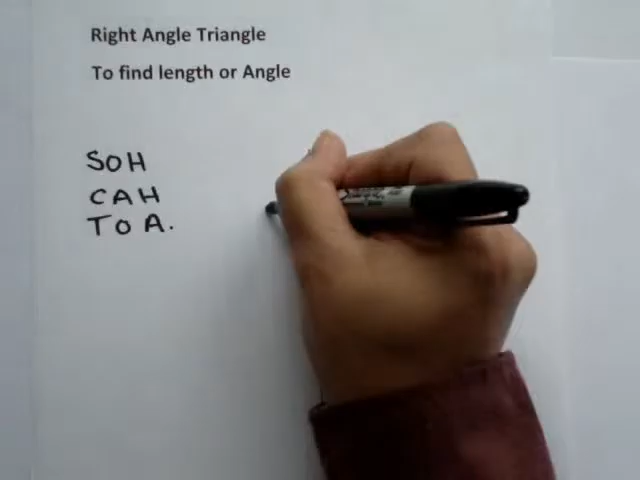 Right Angle Triangle
To find length or Angle
SOH
CAH
TOA.